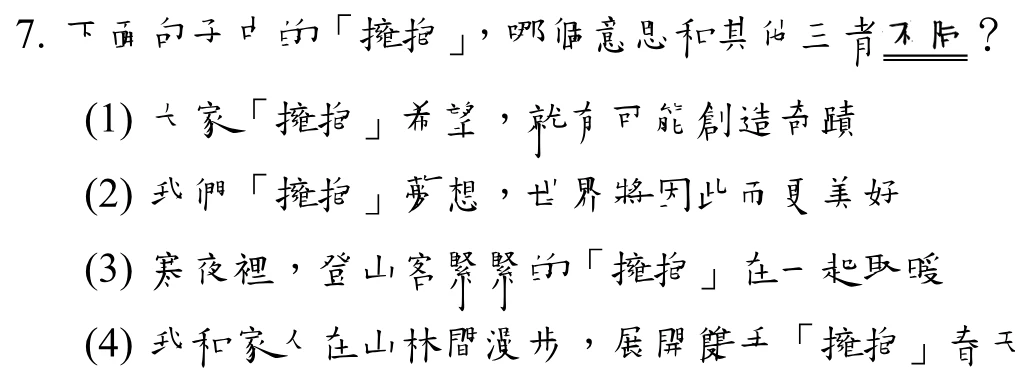 7. 下面句子中的「擁抱」，哪個意思和其他三者不同？
(1) 大家「擁抱」希望，就有可能創造奇蹟
(2) 我們「擁抱」夢想，世界將因此而更美好
(3) 寒夜裡，登山客緊緊的「擁抱」在一起取暖
(4) 我和家人在山林間漫步，展開雙手「擁抱」春天